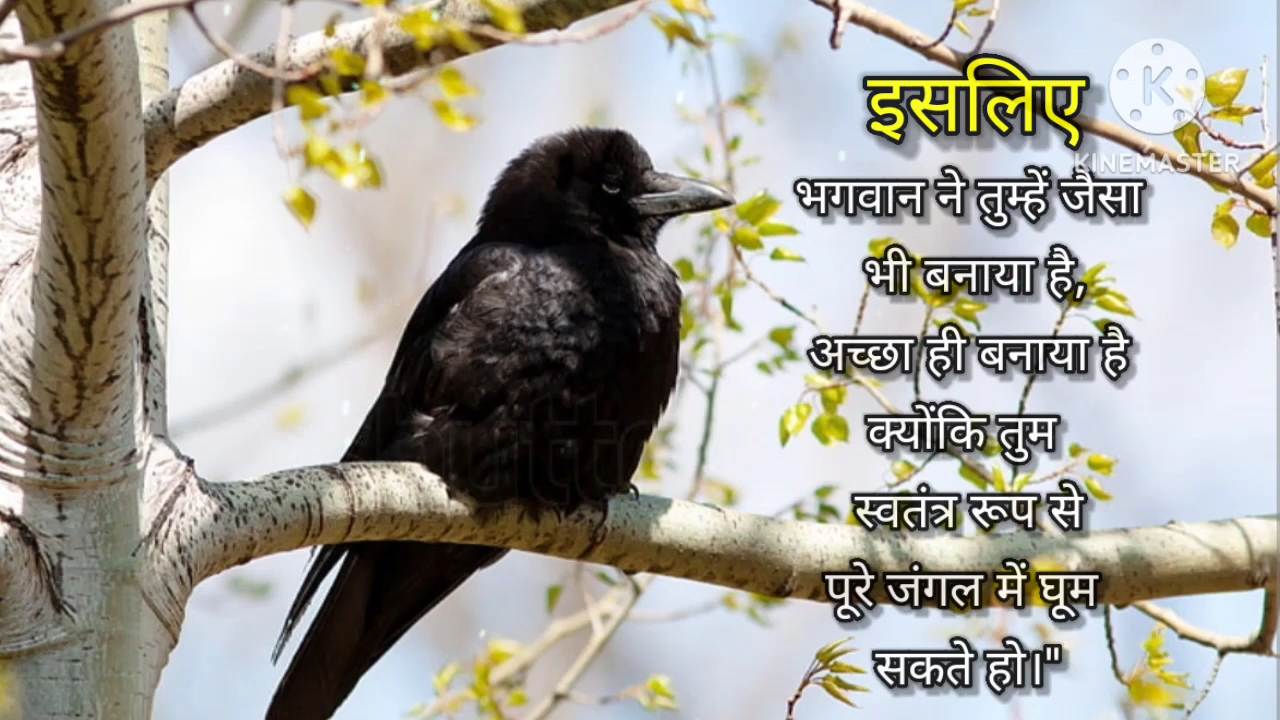 इसलिए
भगवान ने तुम्हें जैसा
भी बनाया है,
अच्छा ही बनाया है
क्योंकि तुम
स्वतंत्र रूप से
पूरे जंगल में घूम
सकते हो।"
K
KINEMASTER